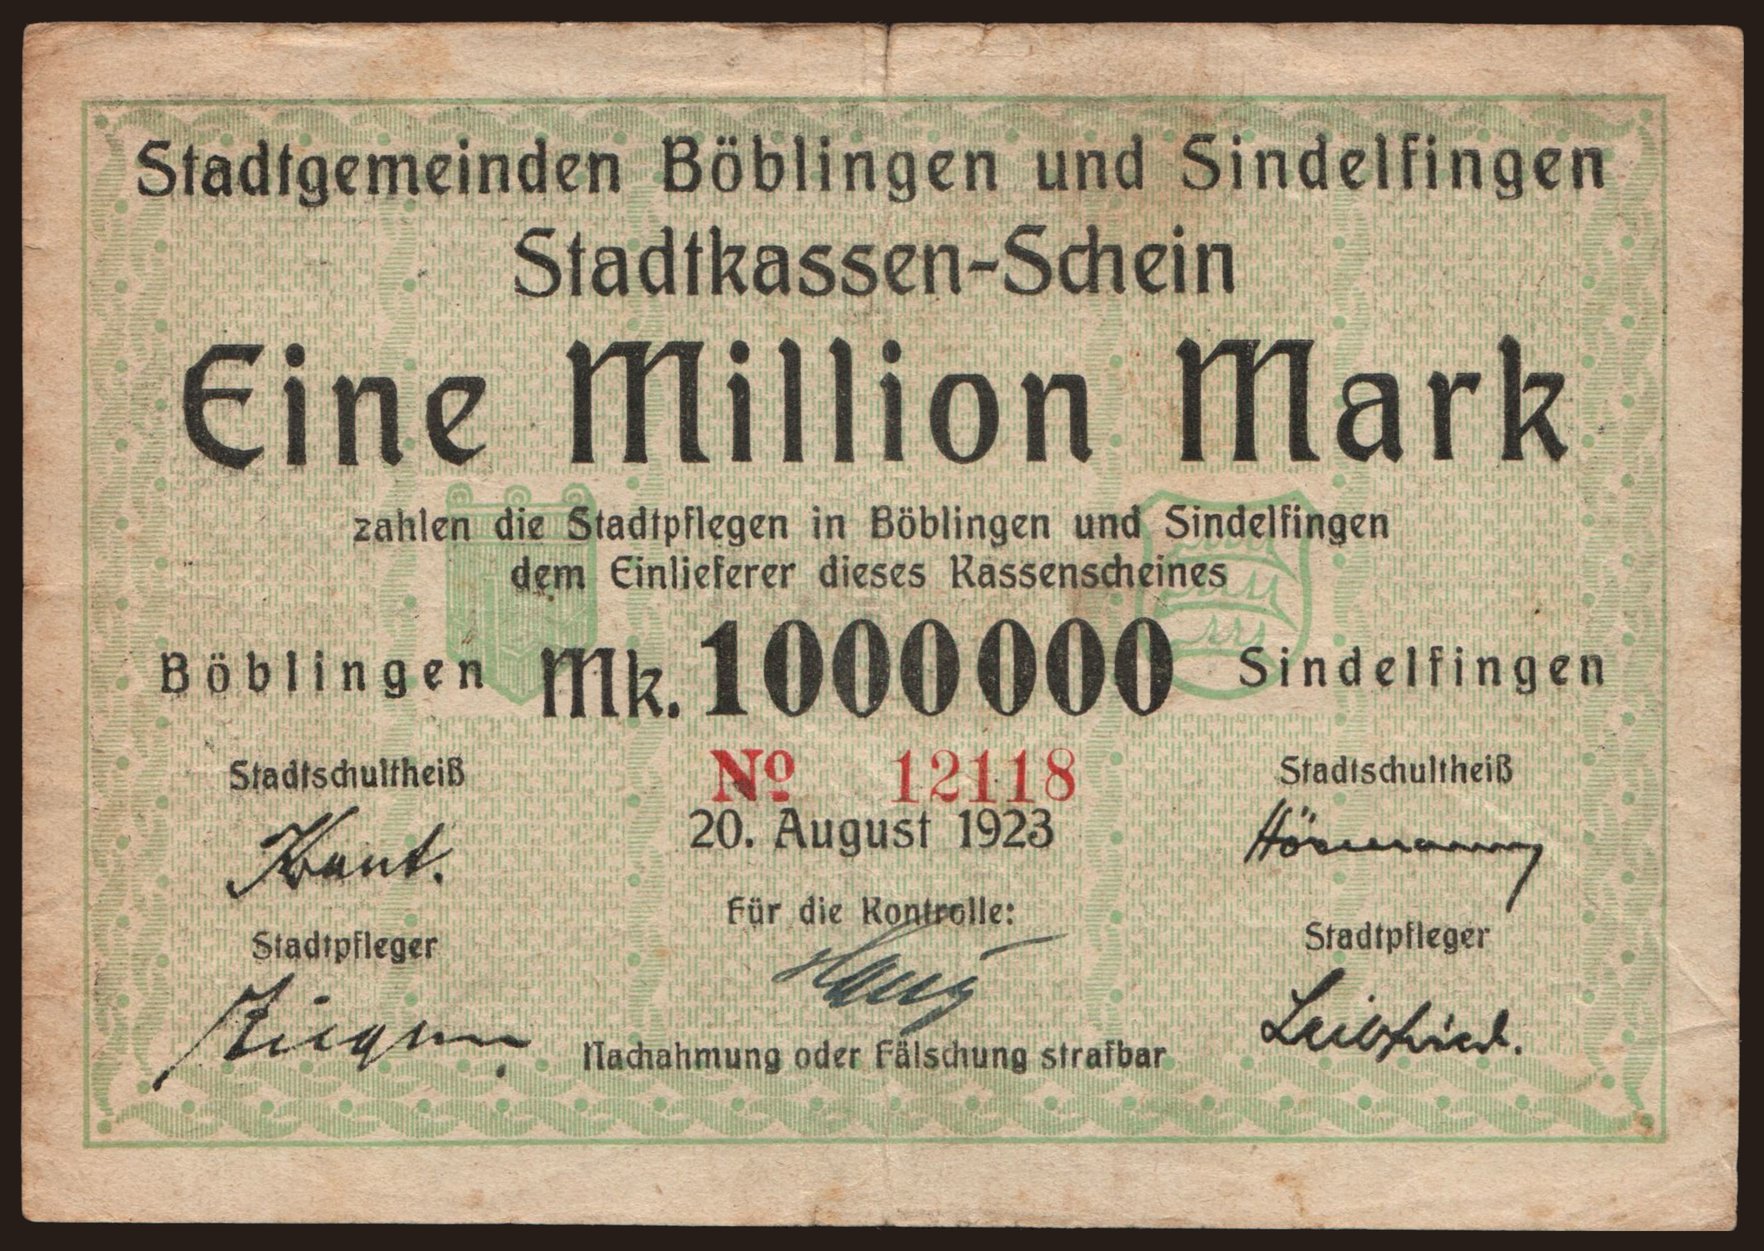 Stadtgemeinden Böblingen und Sindelfingen
Stadtkassen-Schein
Eine Million Mark
zahlen die Stadtpflegen in Böblingen und Sindelfingen
dem Einlieferer dieses Kassenscheines
Böblingen Mk. 1000000 Sindelfingen
Stadtschultheiß Nº 12118 Stadtschultheiß
20. August 1923
Kraut.
Für die Kontrolle:
Stadtpfleger Stadtpfleger
Leibfried.
Nachahmung oder Fälschung strafbar